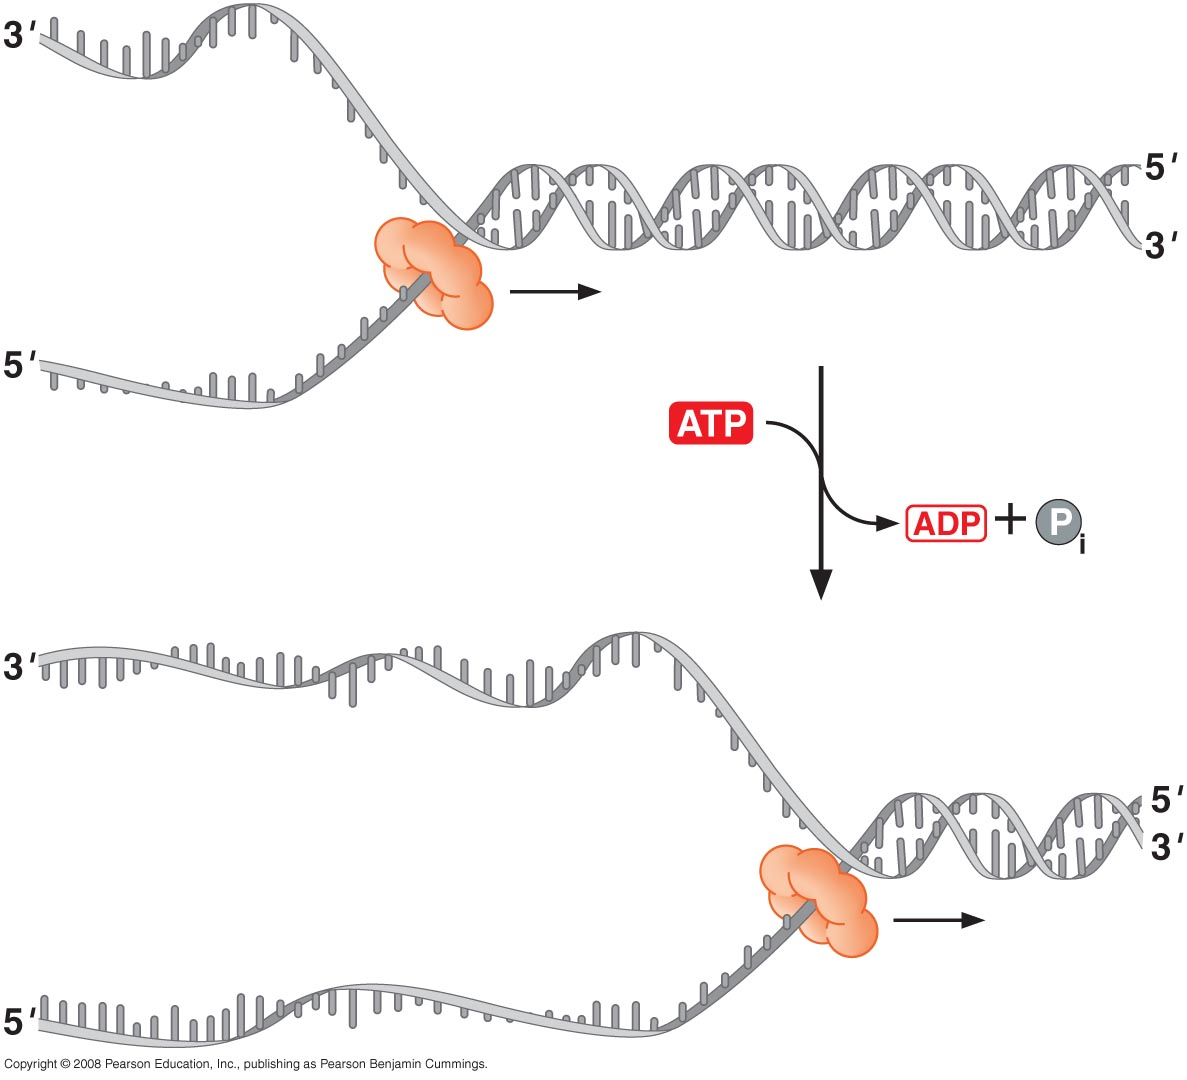 3'
5'
3'
5'
ATP
ADP + Pi
3'
5'
3'
5'
Copyright © 2008 Pearson Education, Inc., publishing as Pearson Benjamin Cummings.